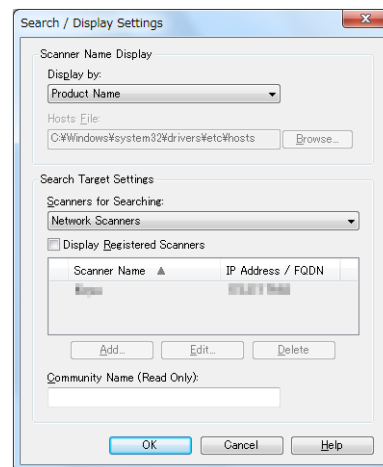 Search / Display Settings
Scanner Name Display
Display by:
Product Name
Hosts File:
C:¥Windows¥system32¥drivers¥etc¥hosts
Browse...
Search Target Settings
Scanners for Searching:
Network Scanners
Display Registered Scanners
Scanner Name IP Address / FQDN
Add... Edit... Delete
Community Name (Read Only):
OK Cancel Help